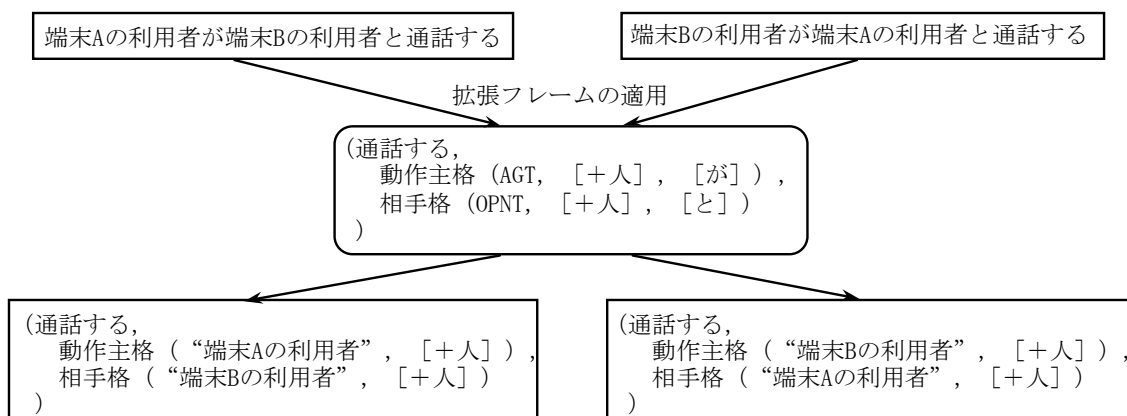 端末Aの利用者が端末Bの利用者と通話する
端末Bの利用者が端末Aの利用者と通話する
拡張フレームの適用
(通話する,
動作主格 (AGT, [＋人], [が]),
相手格 (OPNT, [＋人], [と])
)
(通話する,
動作主格 (“端末Aの利用者”, [＋人]),
相手格 (“端末Bの利用者”, [＋人])
)
(通話する,
動作主格 (“端末Bの利用者”, [＋人]),
相手格 (“端末Aの利用者”, [＋人])
)